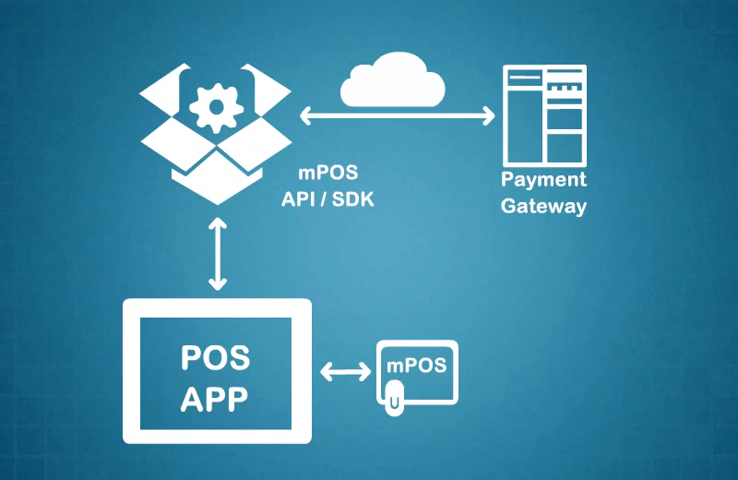 mPOS
API / SDK
Payment
Gateway
POS
APP
mPOS
U